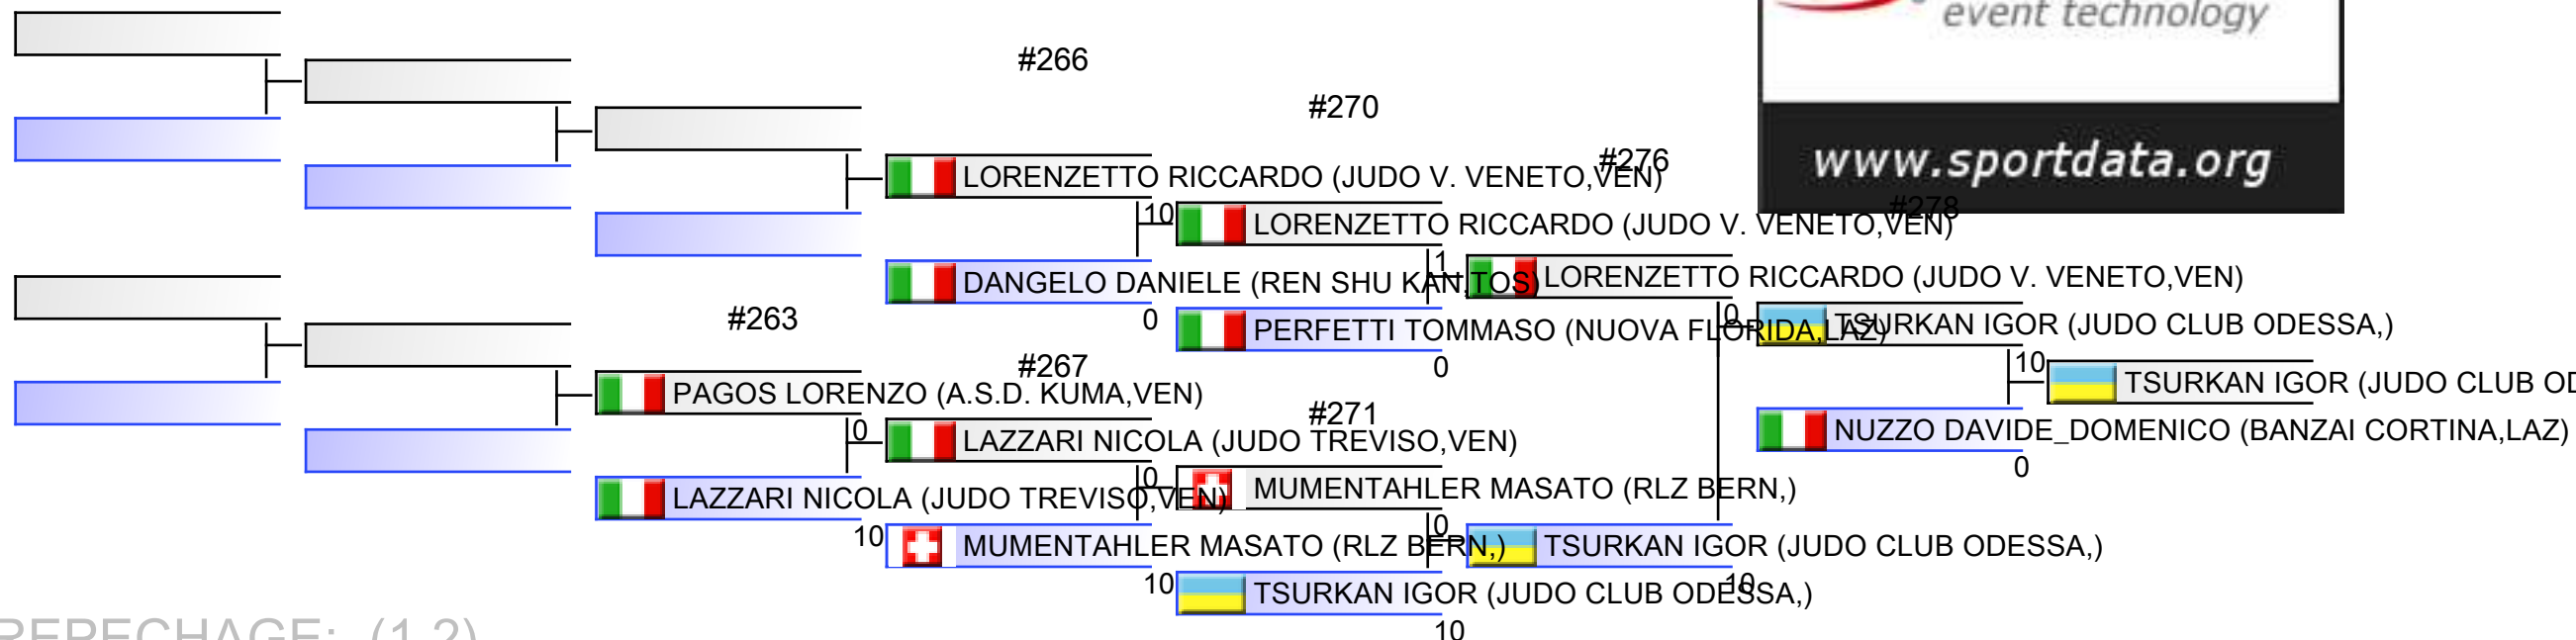 event technology
www.sportdata.org
#266
#270
#276
#278
LORENZETTO RICCARDO (JUDO V. VENETO,VEN)
10
LORENZETTO RICCARDO (JUDO V. VENETO,VEN)
DANGELO DANIELE (REN SHU KAN,TOS)
0
1
LORENZETTO RICCARDO (JUDO V. VENETO,VEN)
PERFETTI TOMMASO (NUOVA FLORIDA,LAZ)
0
0
TSURKAN IGOR (JUDO CLUB ODESSA,)
10
TSURKAN IGOR (JUDO CLUB OD
NUZZO DAVIDE_DOMENICO (BANZAI CORTINA,LAZ)
0
#263
#267
#271
PAGOS LORENZO (A.S.D. KUMA,VEN)
0
LAZZARI NICOLA (JUDO TREVISO,VEN)
LAZZARI NICOLA (JUDO TREVISO,VEN)
10
0
MUMENTAHLER MASATO (RLZ BERN,)
MUMENTAHLER MASATO (RLZ BERN,)
10
0
TSURKAN IGOR (JUDO CLUB ODESSA,)
10
TSURKAN IGOR (JUDO CLUB ODESSA,)
10
REPECHAGE: (1,2)